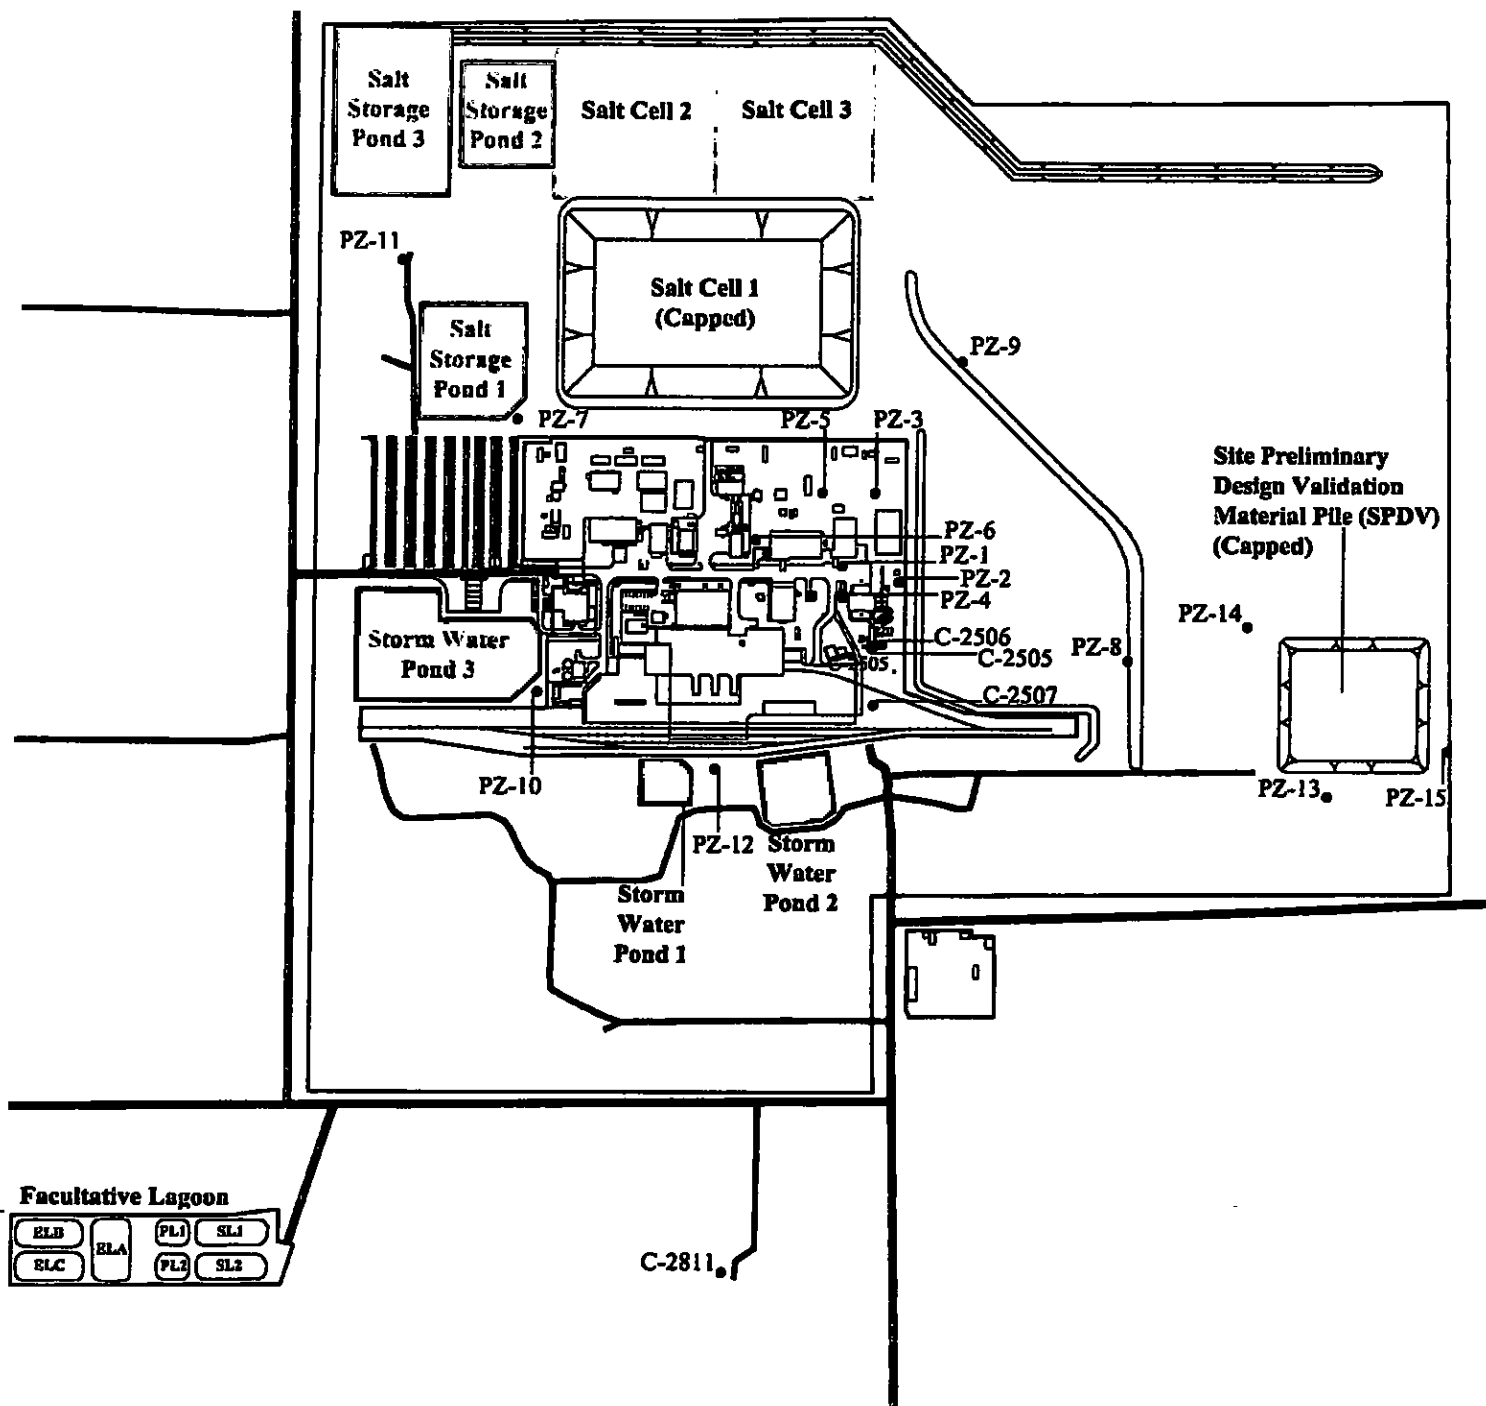 Salt
Storage
Pond 3
Salt
Storage
Pond 2
Salt Cell 2
Salt Cell 3
PZ-11
Salt Cell 1
(Capped)
Salt
Storage
Pond 1
PZ-9
PZ-7
PZ-5
PZ-3
Site Preliminary
Design Validation
Material Pile (SPDV)
(Capped)
PZ-6
PZ-1
PZ-2
PZ-4
PZ-14
Storm Water
Pond 3
C-2506
C-2505
C-2505
PZ-8
C-2507
PZ-10
PZ-13
PZ-15
PZ-12
Storm
Water
Pond 2
Storm
Water
Pond 1
Facultative Lagoon
ELB
ELA
PL1
SL1
ELC
PL2
SL2
C-2811